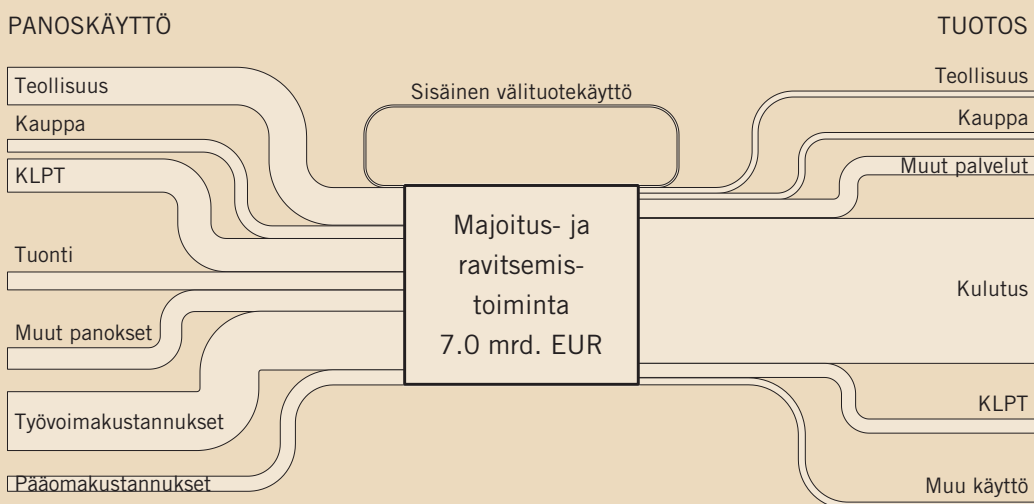 PANOSKÄYTTÖ
TUOTOS
Teollisuus
Kauppa
KLPT
Tuonti
Muut panokset
Työvoimakustannukset
Pääomakustannukset
Sisäinen välituotekäyttö
Majoitus- ja
ravitsemis-
toiminta
7.0 mrd. EUR
Teollisuus
Kauppa
Muut palvelut
Kulutus
KLPT
Muu käyttö